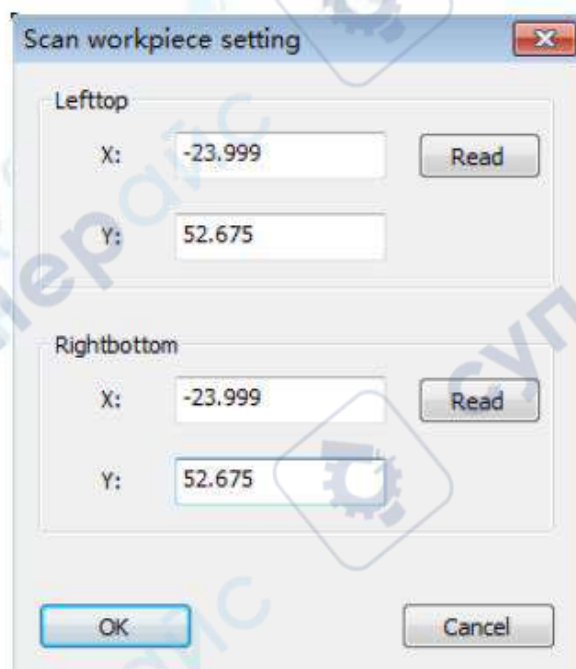 Scan workpiece setting
Lefttop
X: -23.999 Read
Y: 52.675
Rightbottom
X: -23.999 Read
Y: 52.675
OK Cancel